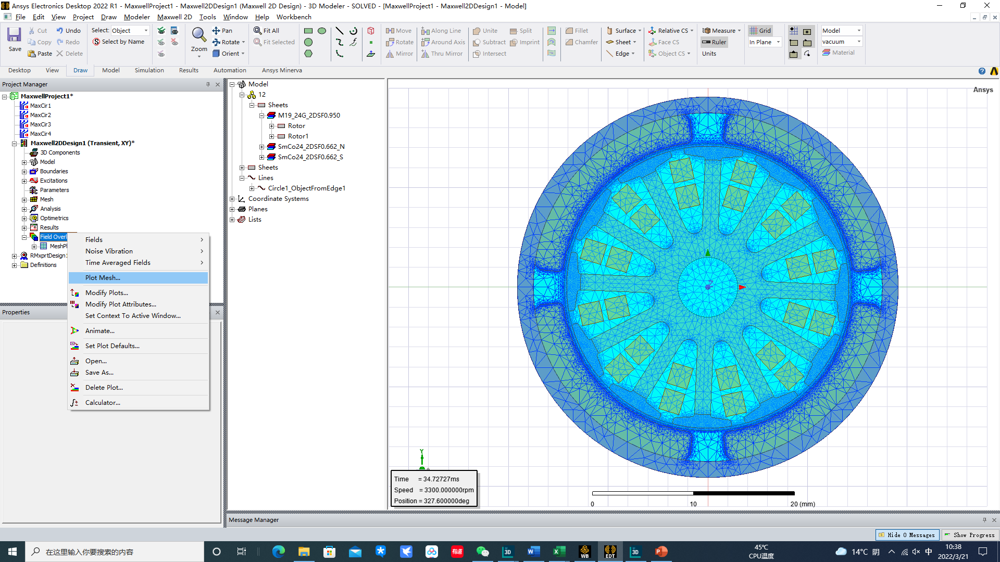 Ansys Electronics Desktop 2022 R1 - MaxwellProject1 - Maxwell2DDesign1 (Maxwell 2D Design) - 3D Modeler - SOLVED - [MaxwellProject1 - Maxwell2DDesign1 - Model]
File Edit View Project Draw Modeler Maxwell 2D Tools Window Help Workbench
Save
Cut
Copy
Paste
Undo
Redo
Delete
Select: Object
Select by Name
Zoom
Pan
Rotate
Orient
Fit All
Fit Selected
Move
Rotate
Mirror
Along Line
Around Axis
Thru Mirror
Unite
Subtract
Intersect
Split
Imprint
Fillet
Chamfer
Surface
Sheet
Edge
Relative CS
Face CS
Object CS
Measure
Ruler
Units
Grid
In Plane
Model
vacuum
Material
Desktop View Draw Model Simulation Results Automation Ansys Minerva
Project Manager
MaxwellProject1*
MaxCir1
MaxCir2
MaxCir3
MaxCir4
Maxwell2DDesign1 (Transient, XY)*
3D Components
Model
Boundaries
Excitations
Parameters
Mesh
Analysis
Optimetrics
Results
Field Overl
MeshPl
RMxprtDesign1
Definitions
Fields
Noise Vibration
Time Averaged Fields
Plot Mesh...
Modify Plots...
Modify Plot Attributes...
Set Context To Active Window...
Animate...
Set Plot Defaults...
Open...
Save As...
Delete Plot...
Calculator...
Properties
Model
12
Sheets
M19_24G_2DSF0.950
Rotor
Rotor1
SmCo24_2DSF0.662_N
SmCo24_2DSF0.662_S
Sheets
Lines
Circle1_ObjectFromEdge1
Coordinate Systems
Planes
Lists
Ansys
Z
Y
Time = 34.72727ms
Speed = 3300.000000rpm
Position = 327.600000deg
0 10 20 (mm)
Message Manager
Hide 0 Messages Show Progress
在这里输入你要搜索的内容
有道
3D
WB
EDT
3D
45℃
CPU温度
14°C 阴
中
10:38
2022/3/21